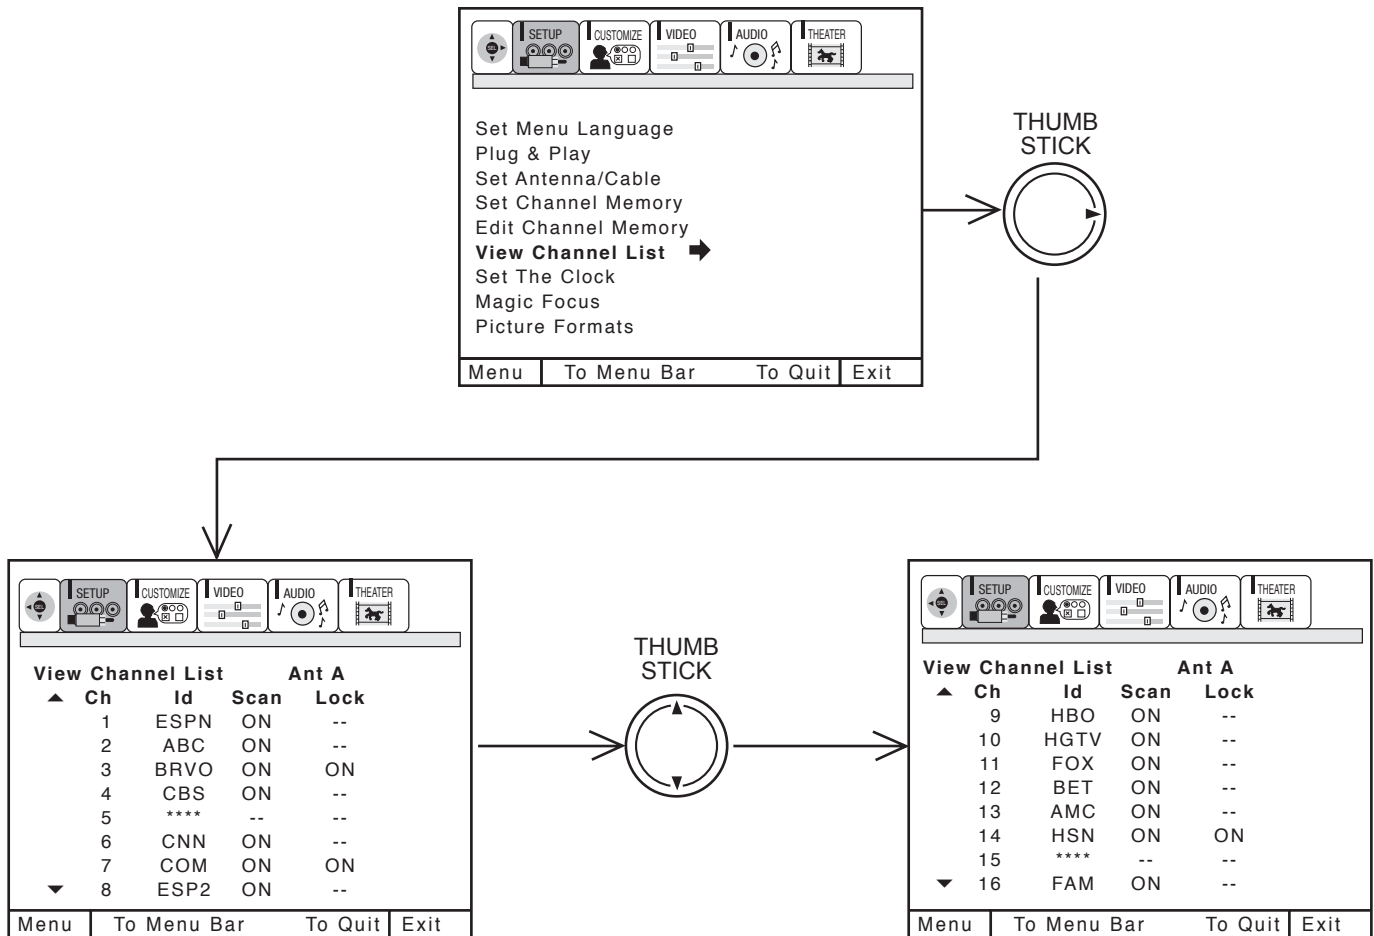 SEL SETUP CUSTOMIZE VIDEO AUDIO THEATER
Set Menu Language
Plug & Play
Set Antenna/Cable
Set Channel Memory
Edit Channel Memory
View Channel List
Set The Clock
Magic Focus
Picture Formats
Menu To Menu Bar To Quit Exit
THUMB
STICK
SEL SETUP CUSTOMIZE VIDEO AUDIO THEATER
View Channel List Ant A
Ch Id Scan Lock
1 ESPN ON --
2 ABC ON --
3 BRVO ON ON
4 CBS ON --
5 **** -- --
6 CNN ON --
7 COM ON ON
8 ESP2 ON --
Menu To Menu Bar To Quit Exit
THUMB
STICK
SEL SETUP CUSTOMIZE VIDEO AUDIO THEATER
View Channel List Ant A
Ch Id Scan Lock
9 HBO ON --
10 HGTV ON --
11 FOX ON --
12 BET ON --
13 AMC ON --
14 HSN ON ON
15 **** -- --
16 FAM ON --
Menu To Menu Bar To Quit Exit